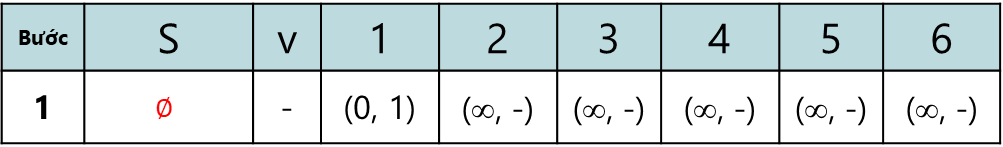 Bước S v 1 2 3 4 5 6
1 ∅ - (0, 1) (∞, -) (∞, -) (∞, -) (∞, -) (∞, -)